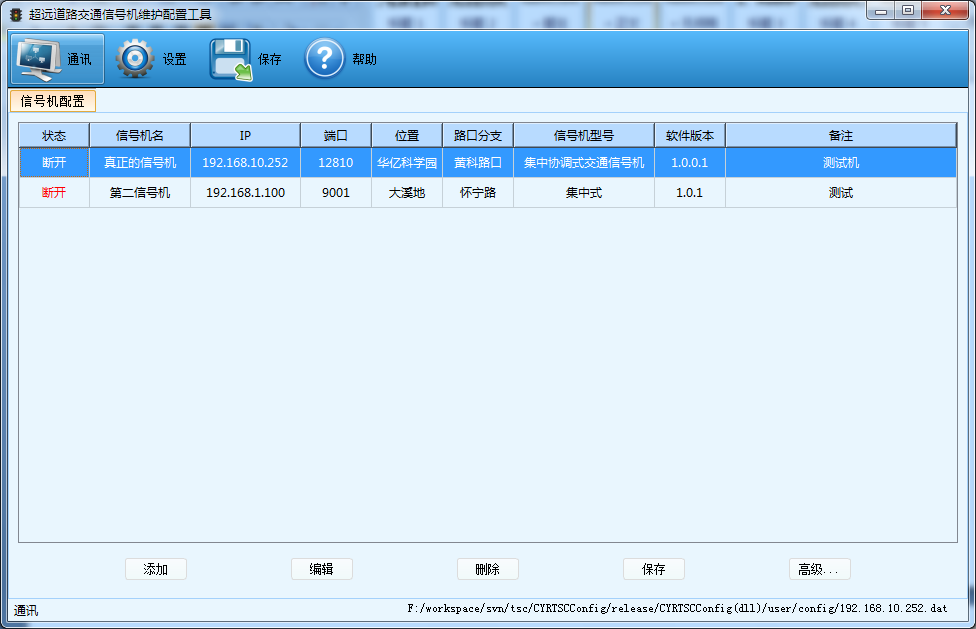 超远道路交通信号机维护配置工具
通讯 设置 保存 帮助
信号机配置
状态 信号机名 IP 端口 位置 路口分支 信号机型号 软件版本 备注
断开 真正的信号机 192.168.10.252 12810 华亿科学园 黄科路口 集中协调式交通信号机 1.0.0.1 测试机
断开 第二信号机 192.168.1.100 9001 大溪地 怀宁路 集中式 1.0.1 测试
添加 编辑 删除 保存 高级...
通讯 F:/workspace/svn/tsc/CYRTSCConfig/release/CYRTSCConfig(dll)/user/config/192.168.10.252.dat